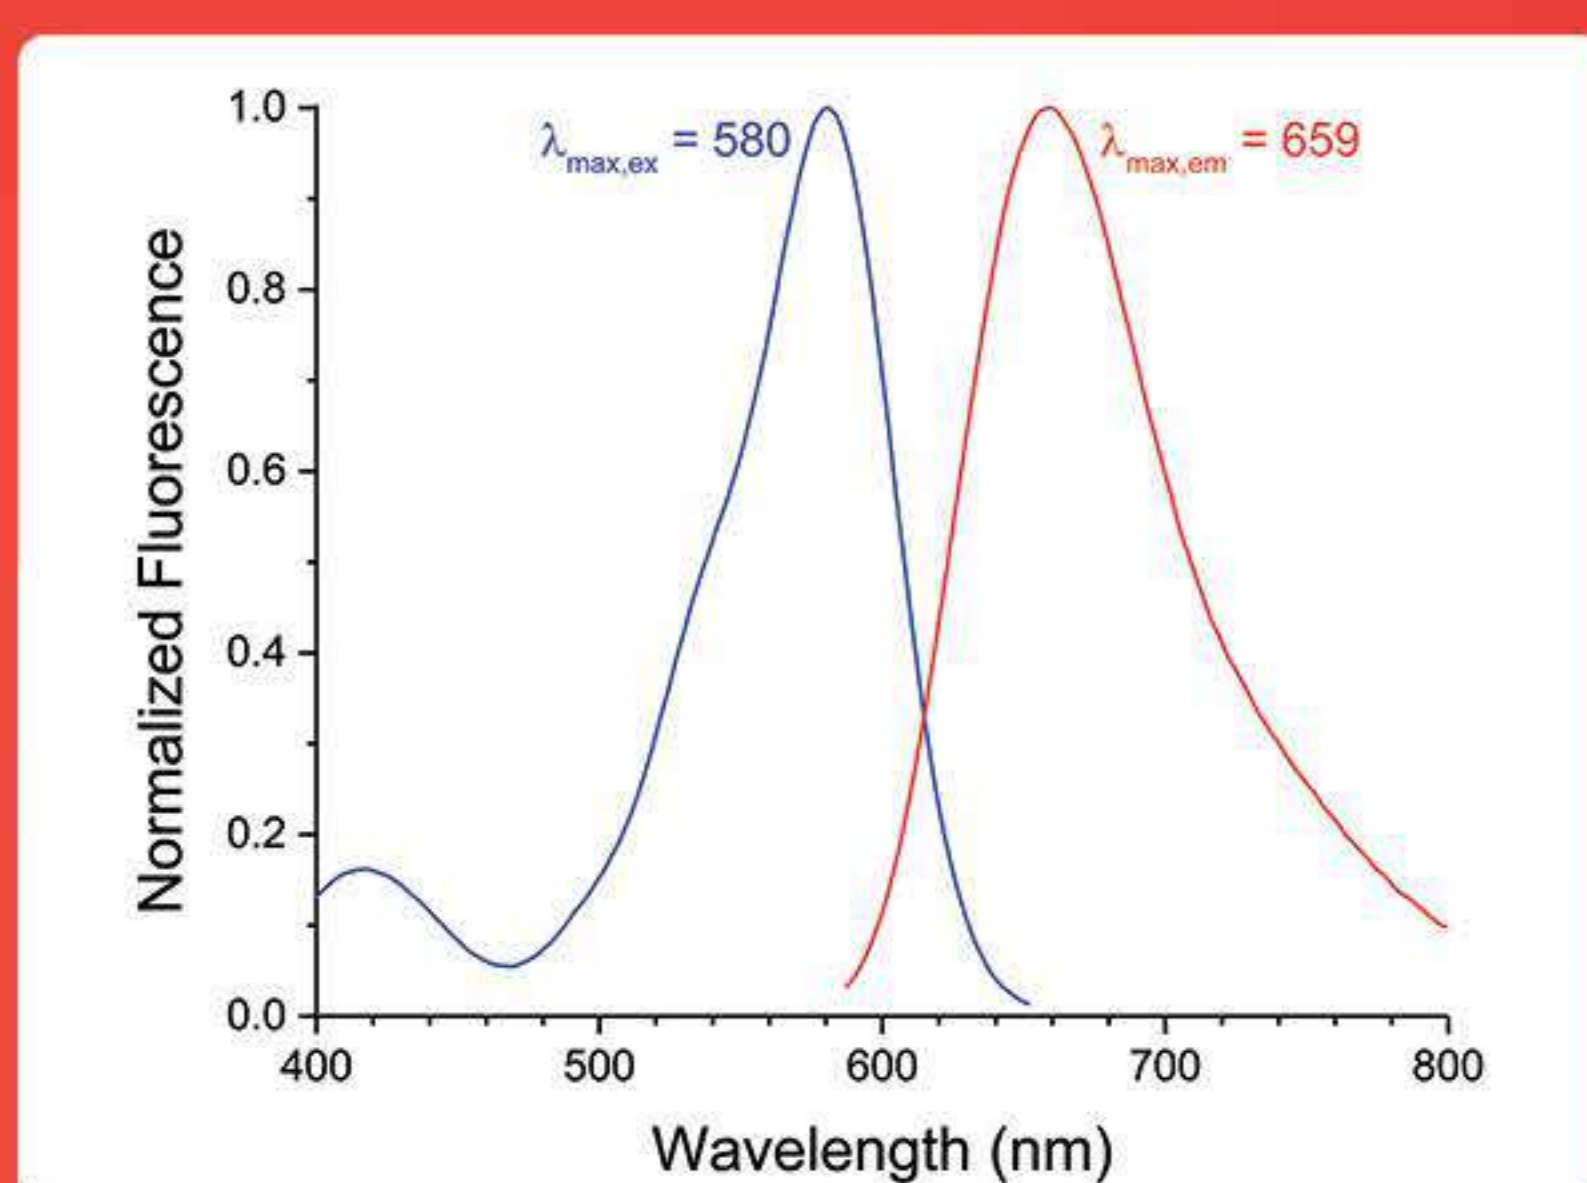 λmax,ex = 580
λmax,em = 659
Normalized Fluorescence
1.0
0.8
0.6
0.4
0.2
0.0
400 500 600 700 800
Wavelength (nm)